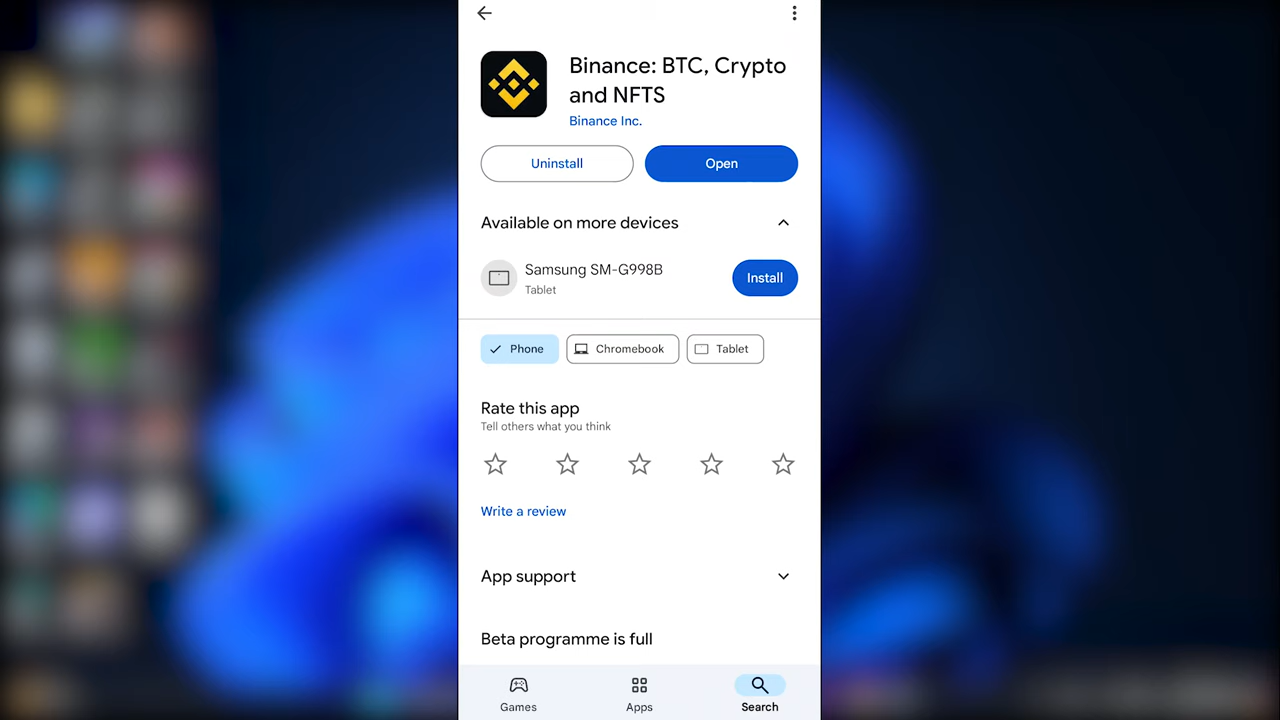 Binance: BTC, Crypto
and NFTS
Binance Inc.
Uninstall
Open
Available on more devices
Samsung SM-G998B
Tablet
Install
Phone
Chromebook
Tablet
Rate this app
Tell others what you think
Write a review
App support
Beta programme is full
Games
Apps
Search